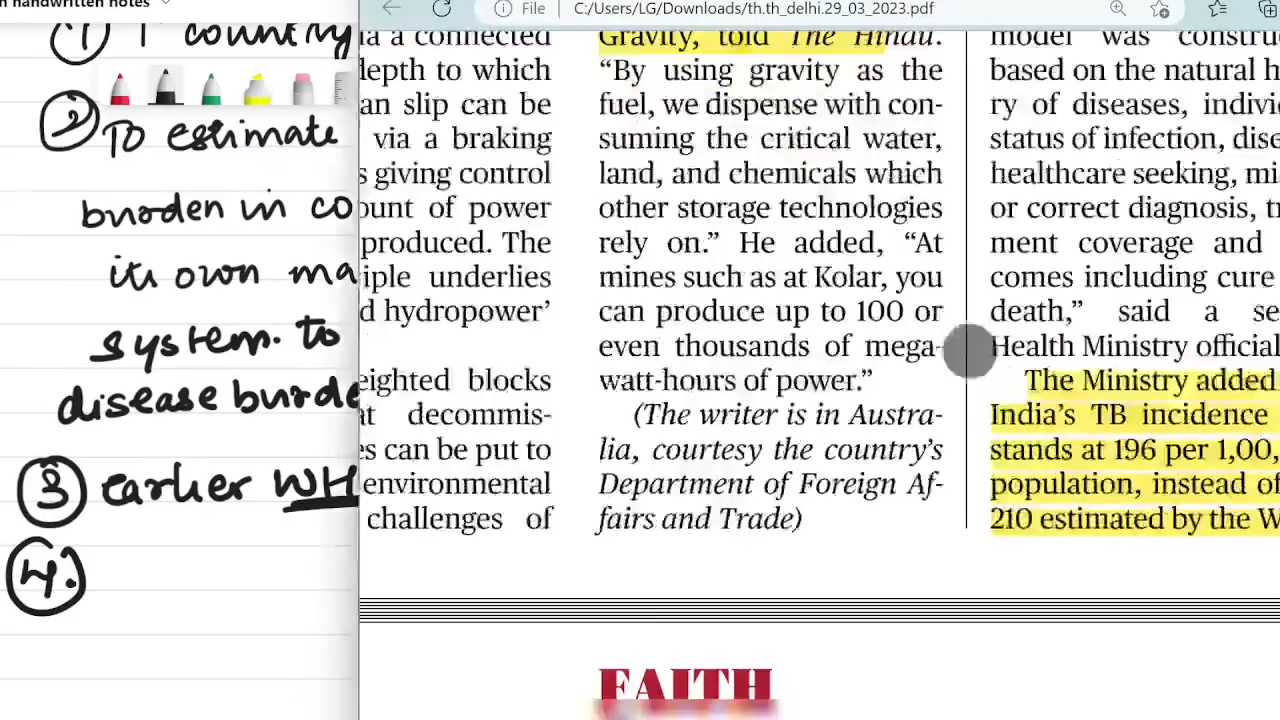 n handwritten notes
File C:/Users/LG/Downloads/th.th_delhi.29_03_2023.pdf
① country
② To estimate
burden in co
its own ma
system. to
disease burde
③ earlier WH
④.
ia a connected
depth to which
an slip can be
via a braking
s giving control
ount of power
produced. The
iple underlies
d hydropower’
eighted blocks
at decommis-
es can be put to
environmental
challenges of
Gravity, told The Hindu.
“By using gravity as the
fuel, we dispense with con-
suming the critical water,
land, and chemicals which
other storage technologies
rely on.” He added, “At
mines such as at Kolar, you
can produce up to 100 or
even thousands of mega-
watt-hours of power.”
(The writer is in Austra-
lia, courtesy the country’s
Department of Foreign Af-
fairs and Trade)
model was constru
based on the natural h
ry of diseases, indivi
status of infection, dise
healthcare seeking, mi
or correct diagnosis, tr
ment coverage and
comes including cure
death,” said a se
Health Ministry official
The Ministry added
India’s TB incidence
stands at 196 per 1,00,
population, instead of
210 estimated by the W
FAITH